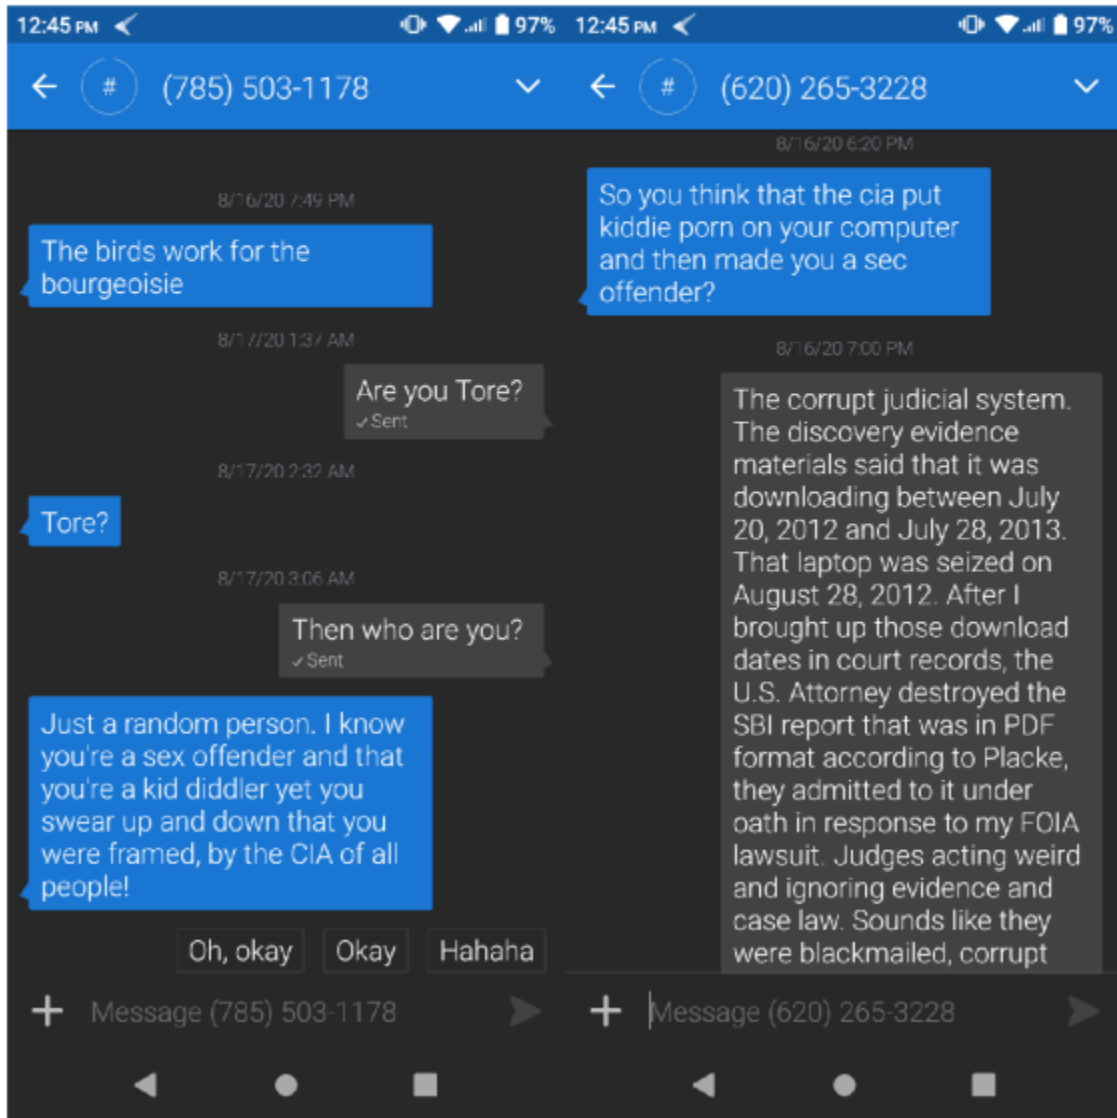 12:45 PM
97%
(785) 503-1178
8/16/20 7:49 PM
The birds work for the
bourgeoisie
8/17/20 1:37 AM
Are you Tore?
✓ Sent
8/17/20 2:32 AM
Tore?
8/17/20 3:06 AM
Then who are you?
✓ Sent
Just a random person. I know
you're a sex offender and that
you're a kid diddler yet you
swear up and down that you
were framed, by the CIA of all
people!
Oh, okay
Okay
Hahaha
Message (785) 503-1178
12:45 PM
97%
(620) 265-3228
8/16/20 6:20 PM
So you think that the cia put
kiddie porn on your computer
and then made you a sec
offender?
8/16/20 7:00 PM
The corrupt judicial system.
The discovery evidence
materials said that it was
downloading between July
20, 2012 and July 28, 2013.
That laptop was seized on
August 28, 2012. After I
brought up those download
dates in court records, the
U.S. Attorney destroyed the
SBI report that was in PDF
format according to Placke,
they admitted to it under
oath in response to my FOIA
lawsuit. Judges acting weird
and ignoring evidence and
case law. Sounds like they
were blackmailed, corrupt
Message (620) 265-3228